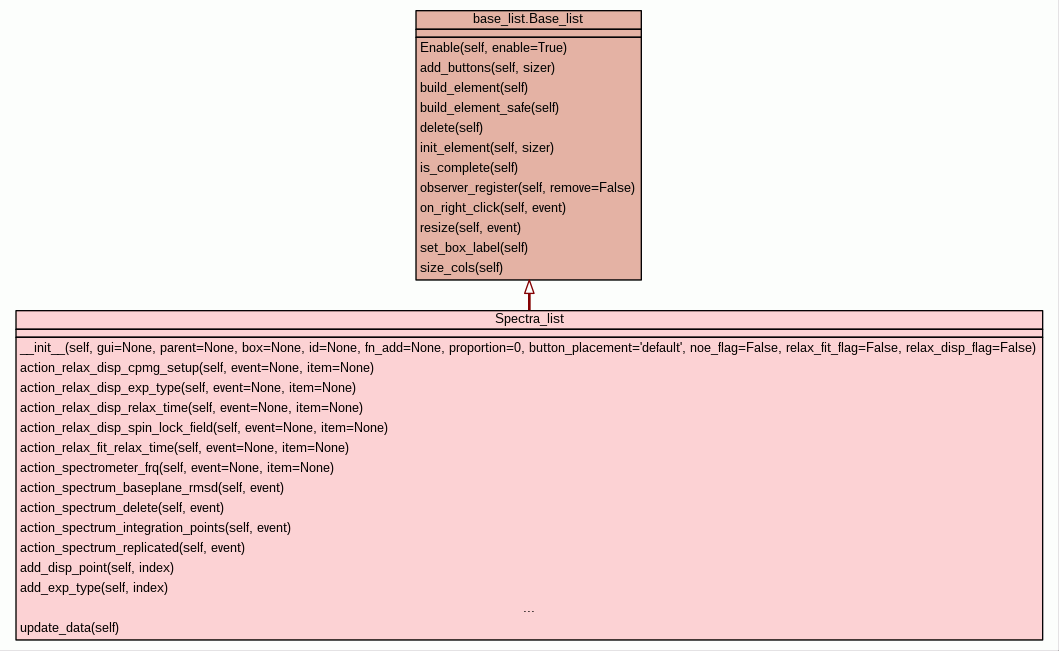 base_list.Base_list
Enable(self, enable=True)
add_buttons(self, sizer)
build_element(self)
build_element_safe(self)
delete(self)
init_element(self, sizer)
is_complete(self)
observer_register(self, remove=False)
on_right_click(self, event)
resize(self, event)
set_box_label(self)
size_cols(self)
Spectra_list
__init__(self, gui=None, parent=None, box=None, id=None, fn_add=None, proportion=0, button_placement='default', noe_flag=False, relax_fit_flag=False, relax_disp_flag=False)
action_relax_disp_cpmg_setup(self, event=None, item=None)
action_relax_disp_exp_type(self, event=None, item=None)
action_relax_disp_relax_time(self, event=None, item=None)
action_relax_disp_spin_lock_field(self, event=None, item=None)
action_relax_fit_relax_time(self, event=None, item=None)
action_spectrometer_frq(self, event=None, item=None)
action_spectrum_baseplane_rmsd(self, event)
action_spectrum_delete(self, event)
action_spectrum_integration_points(self, event)
action_spectrum_replicated(self, event)
add_disp_point(self, index)
add_exp_type(self, index)
...
update_data(self)